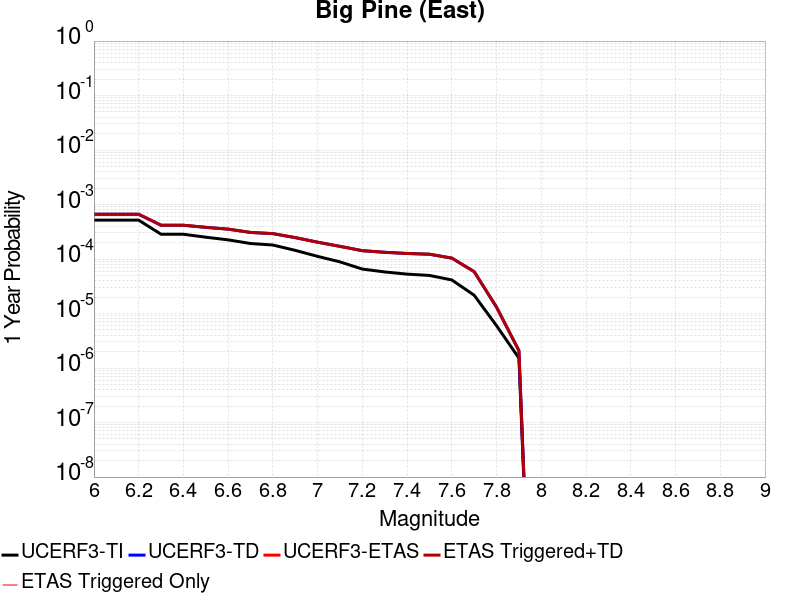 Big Pine (East)
10^0
10^-1
10^-2
10^-3
10^-4
10^-5
10^-6
10^-7
10^-8
1 Year Probability
6 6.2 6.4 6.6 6.8 7 7.2 7.4 7.6 7.8 8 8.2 8.4 8.6 8.8 9
Magnitude
UCERF3-TI UCERF3-TD UCERF3-ETAS ETAS Triggered+TD
ETAS Triggered Only